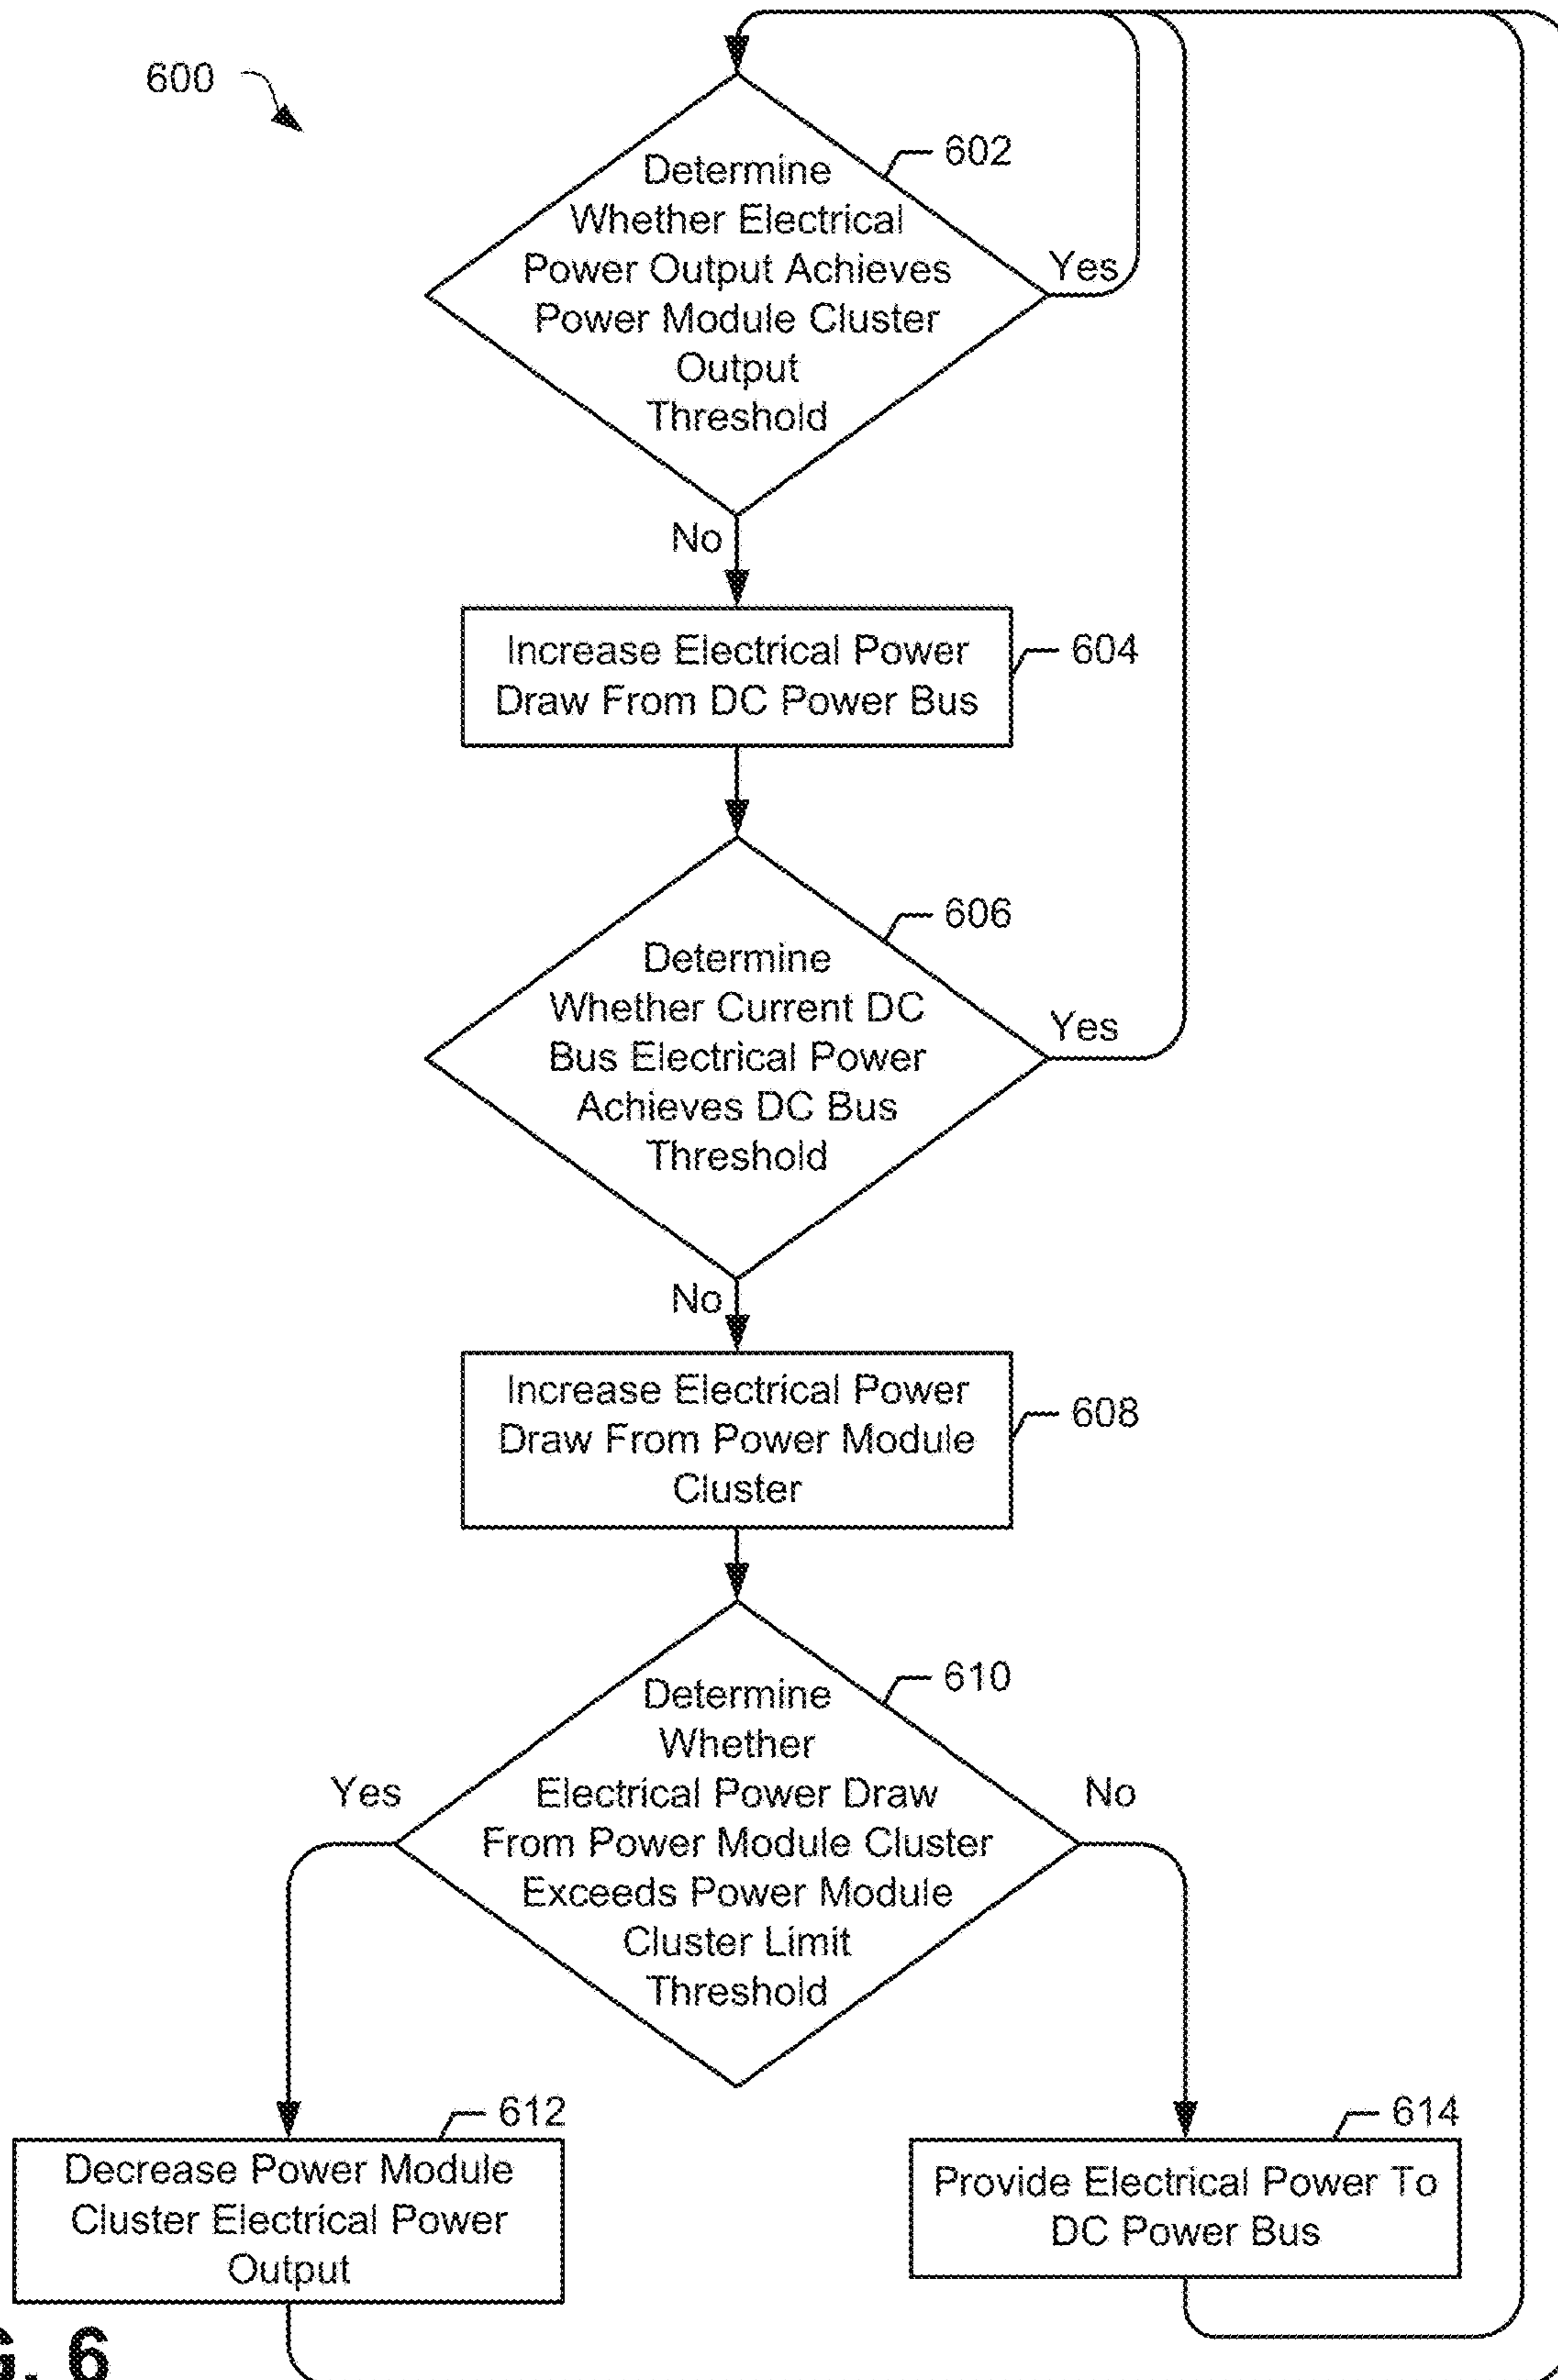 600
602
Determine
Whether Electrical
Power Output Achieves
Power Module Cluster
Output
Threshold
Yes
No
Increase Electrical Power
Draw From DC Power Bus
604
606
Determine
Whether Current DC
Bus Electrical Power
Achieves DC Bus
Threshold
Yes
No
Increase Electrical Power
Draw From Power Module
Cluster
608
610
Determine
Whether
Electrical Power Draw
From Power Module Cluster
Exceeds Power Module
Cluster Limit
Threshold
Yes
No
612
Decrease Power Module
Cluster Electrical Power
Output
614
Provide Electrical Power To
DC Power Bus
6